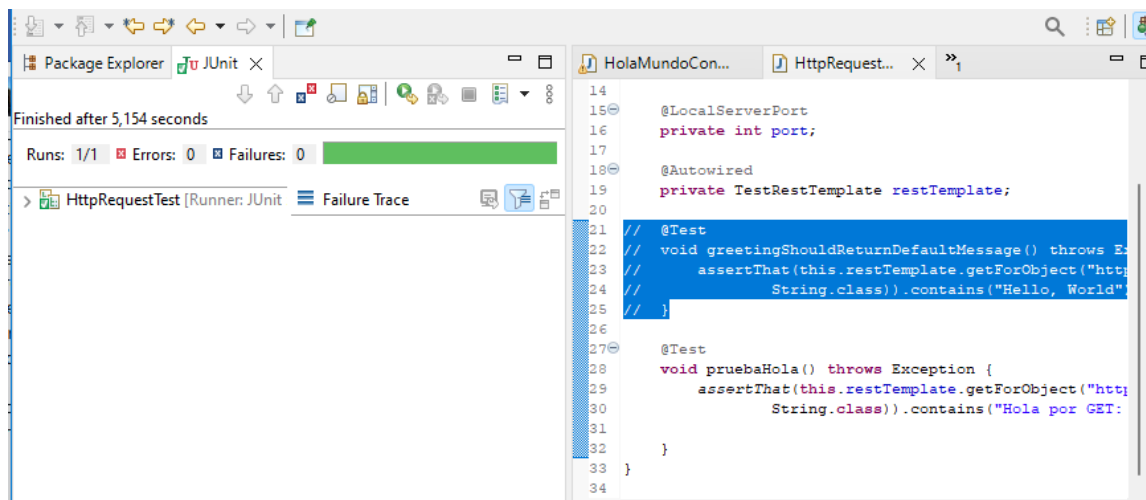 Package Explorer JUnit
Finished after 5,154 seconds
Runs: 1/1 Errors: 0 Failures: 0
HttpRequestTest [Runner: JUnit Failure Trace
HolaMundoCon... HttpRequest... »1
14
15 @LocalServerPort
16 private int port;
17
18 @Autowired
19 private TestRestTemplate restTemplate;
20
21 // @Test
22 // void greetingShouldReturnDefaultMessage() throws Ex
23 // assertThat(this.restTemplate.getForObject("http
24 // String.class)).contains("Hello, World"
25 // }
26
27 @Test
28 void pruebaHola() throws Exception {
29 assertThat(this.restTemplate.getForObject("http
30 String.class)).contains("Hola por GET:
31
32 }
33 }
34